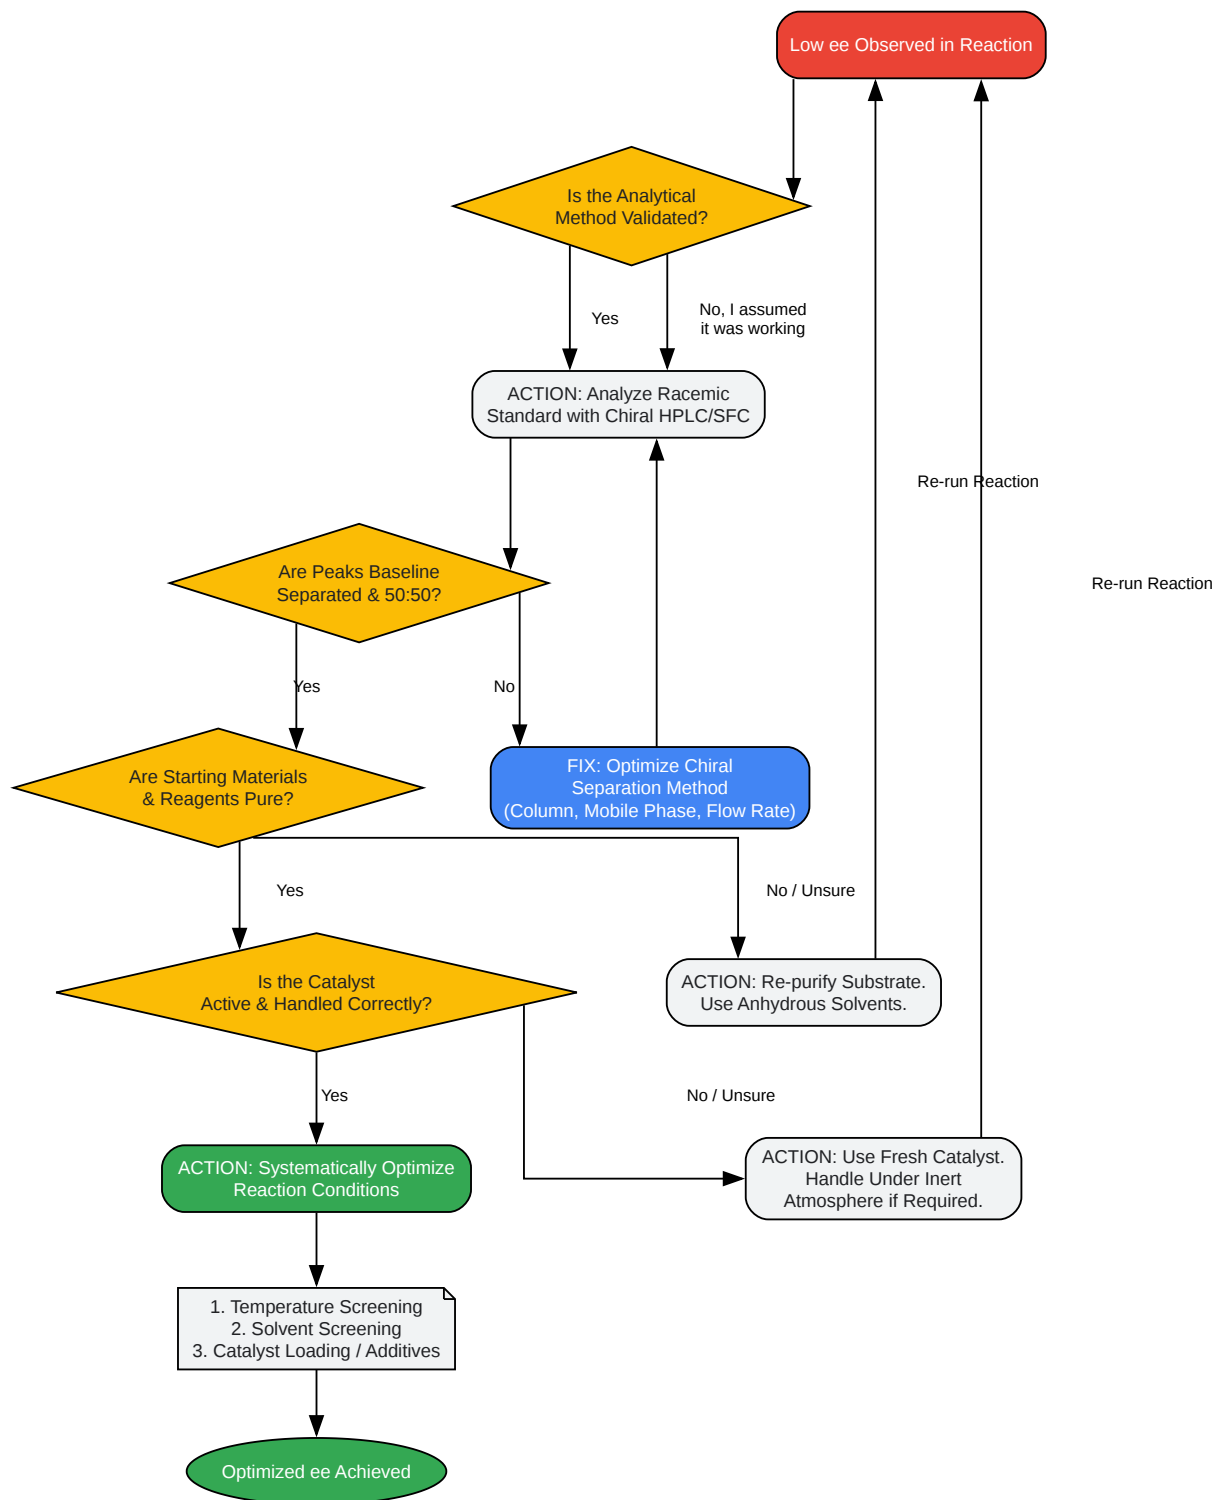 Low ee Observed in Reaction
Is the Analytical
Method Validated?
Yes
No, I assumed
it was working
ACTION: Analyze Racemic
Standard with Chiral HPLC/SFC
Re-run Reaction
Are Peaks Baseline
Separated & 50:50?
Re-run Reaction
Yes
No
Are Starting Materials
& Reagents Pure?
FIX: Optimize Chiral
Separation Method
(Column, Mobile Phase, Flow Rate)
Yes
No / Unsure
Is the Catalyst
Active & Handled Correctly?
ACTION: Re-purify Substrate.
Use Anhydrous Solvents.
Yes
No / Unsure
ACTION: Systematically Optimize
Reaction Conditions
ACTION: Use Fresh Catalyst.
Handle Under Inert
Atmosphere if Required.
1. Temperature Screening
2. Solvent Screening
3. Catalyst Loading / Additives
Optimized ee Achieved